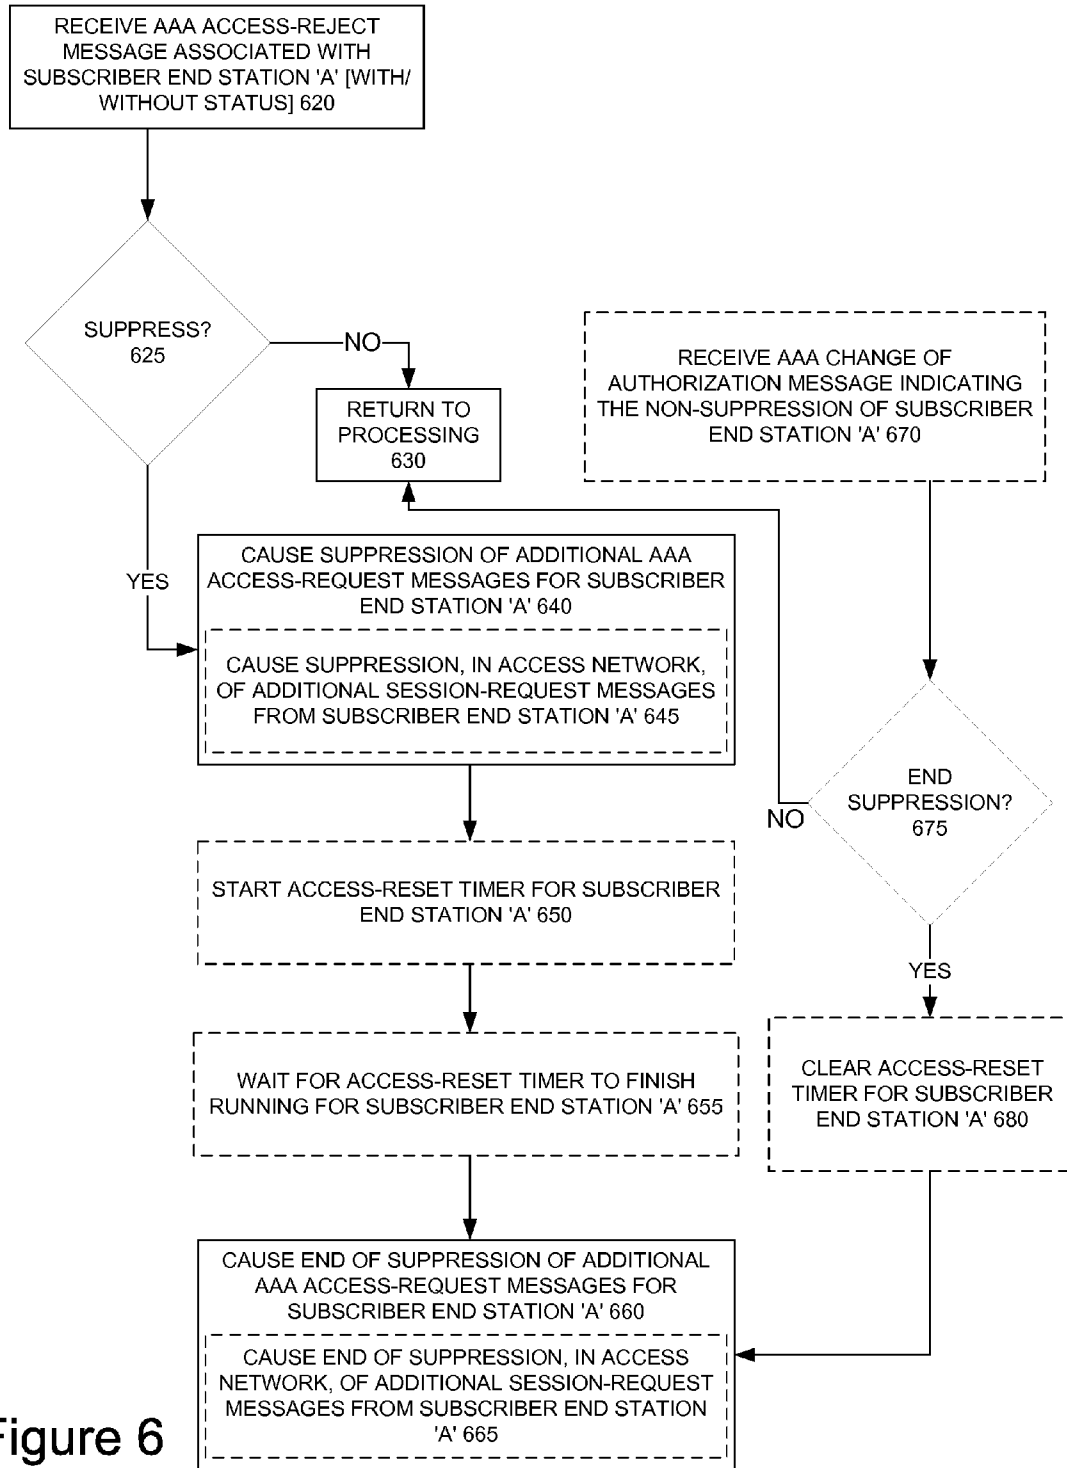 RECEIVE AAA ACCESS-REJECT
MESSAGE ASSOCIATED WITH
SUBSCRIBER END STATION 'A' [WITH/
WITHOUT STATUS] 620
SUPPRESS?
625
NO
RETURN TO
PROCESSING
630
RECEIVE AAA CHANGE OF
AUTHORIZATION MESSAGE INDICATING
THE NON-SUPPRESSION OF SUBSCRIBER
END STATION 'A' 670
YES
CAUSE SUPPRESSION OF ADDITIONAL AAA
ACCESS-REQUEST MESSAGES FOR SUBSCRIBER
END STATION 'A' 640
CAUSE SUPPRESSION, IN ACCESS NETWORK,
OF ADDITIONAL SESSION-REQUEST MESSAGES
FROM SUBSCRIBER END STATION 'A' 645
END
SUPPRESSION?
675
NO
YES
START ACCESS-RESET TIMER FOR SUBSCRIBER
END STATION 'A' 650
WAIT FOR ACCESS-RESET TIMER TO FINISH
RUNNING FOR SUBSCRIBER END STATION 'A' 655
CLEAR ACCESS-RESET
TIMER FOR SUBSCRIBER
END STATION 'A' 680
CAUSE END OF SUPPRESSION OF ADDITIONAL
AAA ACCESS-REQUEST MESSAGES FOR
SUBSCRIBER END STATION 'A' 660
CAUSE END OF SUPPRESSION, IN ACCESS
NETWORK, OF ADDITIONAL SESSION-REQUEST
MESSAGES FROM SUBSCRIBER END STATION
'A' 665
Figure 6